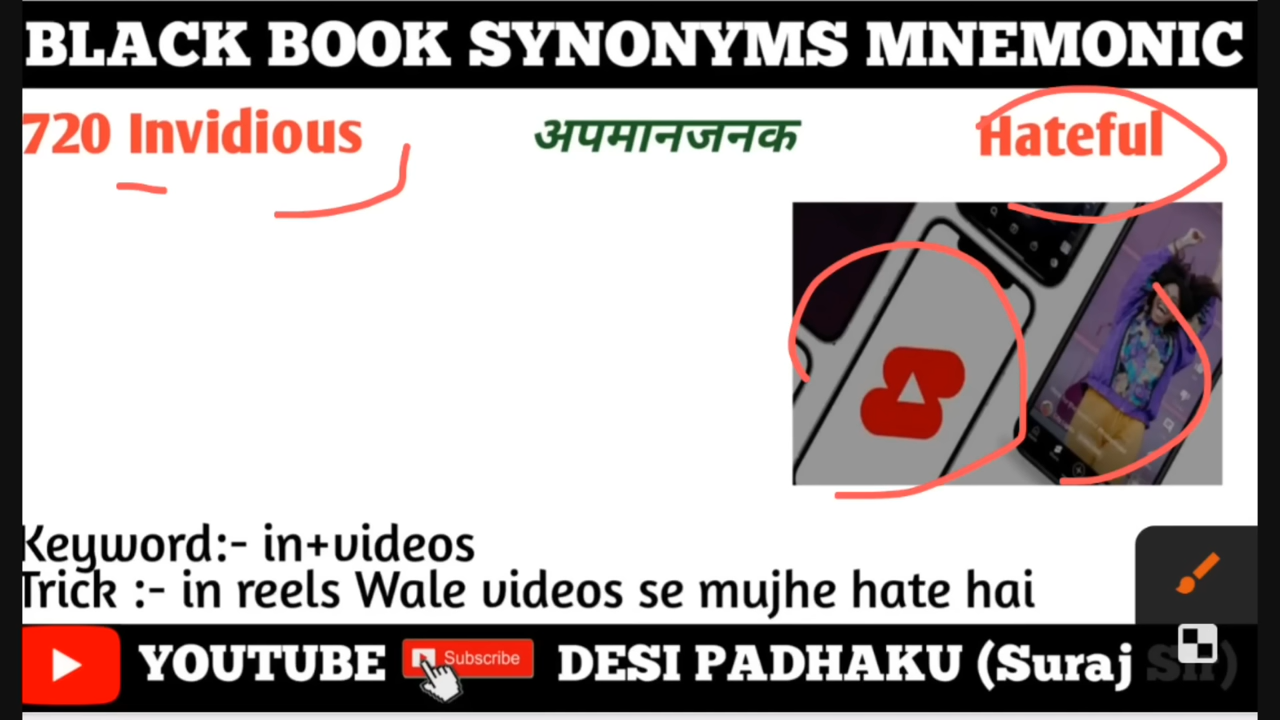 BLACK BOOK SYNONYMS MNEMONIC
720 Invidious अपमानजनक Hateful
Keyword:- in+videos
Trick :- in reels Wale videos se mujhe hate hai
YOUTUBE Subscribe DESI PADHAKU (Suraj Sir)